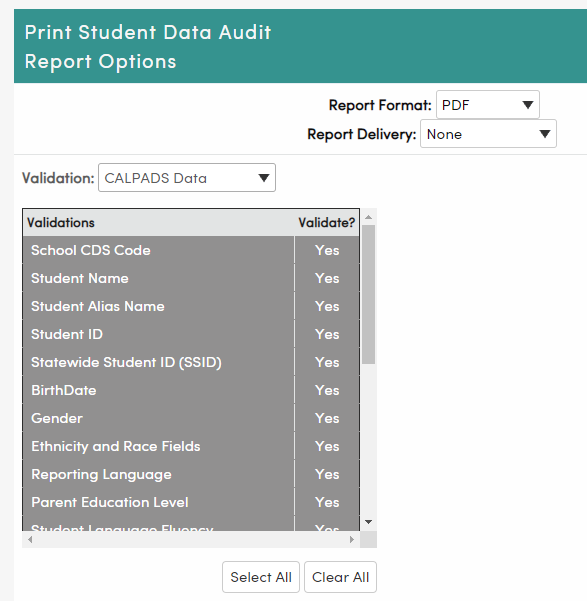 Print Student Data Audit
Report Options
Report Format: PDF
Report Delivery: None
Validation: CALPADS Data
Validations Validate?
School CDS Code Yes
Student Name Yes
Student Alias Name Yes
Student ID Yes
Statewide Student ID (SSID) Yes
BirthDate Yes
Gender Yes
Ethnicity and Race Fields Yes
Reporting Language Yes
Parent Education Level Yes
Student Language Fluency Yes
Select All Clear All